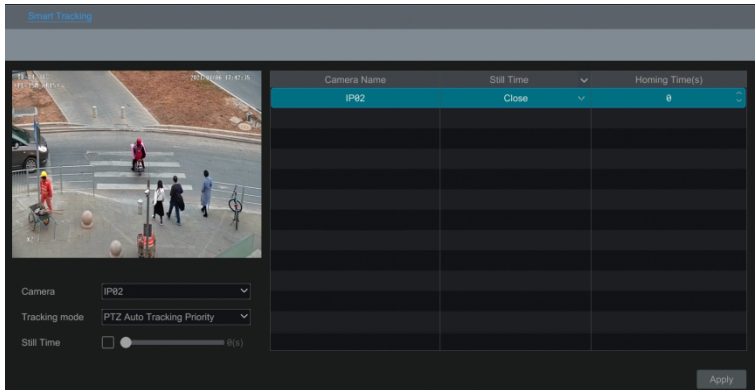 Smart Tracking
Camera Name Still Time Homing Time(s)
IP02 Close 0
Camera IP02
Tracking mode PTZ Auto Tracking Priority
Still Time 0(s)
Apply